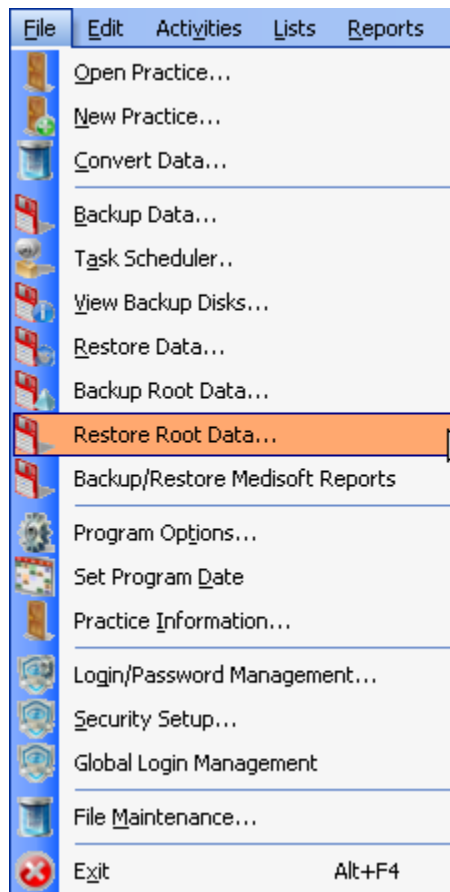 File Edit Activities Lists Reports
Open Practice...
New Practice...
Convert Data...
Backup Data...
Task Scheduler..
View Backup Disks...
Restore Data...
Backup Root Data...
Restore Root Data...
Backup/Restore Medisoft Reports
Program Options...
Set Program Date
Practice Information...
Login/Password Management...
Security Setup...
Global Login Management
File Maintenance...
Exit Alt+F4